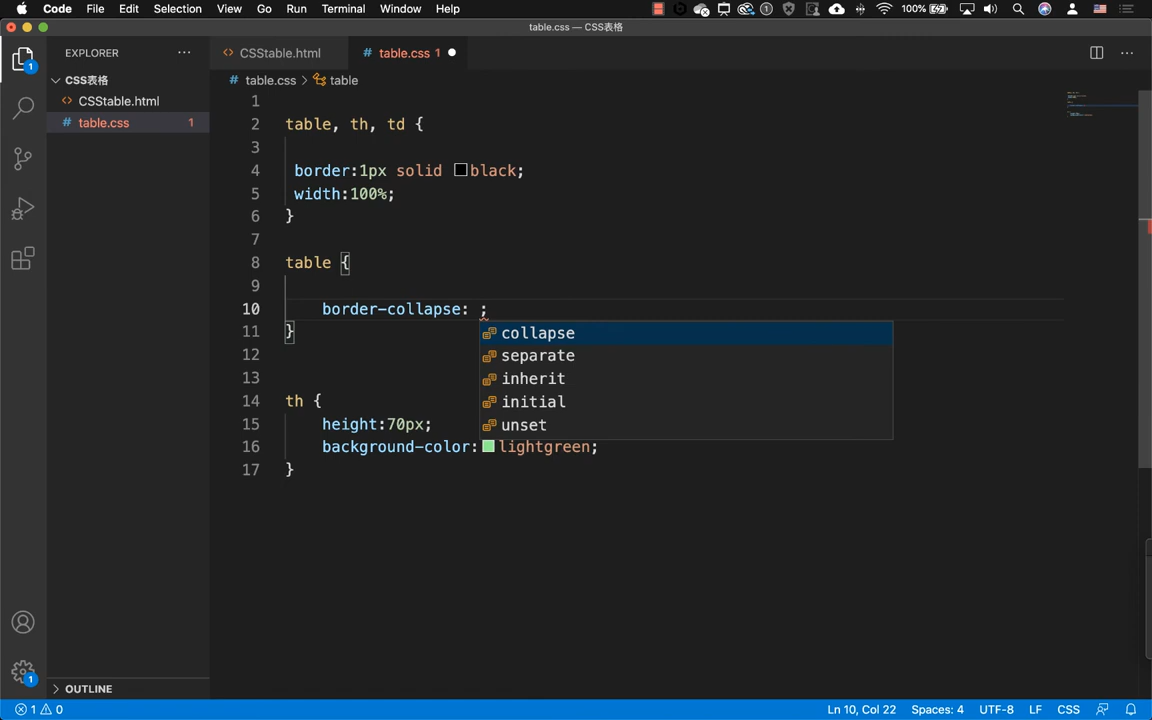 Code File Edit Selection View Go Run Terminal Window Help 100%
table.css — CSS表格
EXPLORER
CSStable.html
table.css 1
CSS表格
table.css > table
CSStable.html
table.css 1
1
2 table, th, td {
3
4 border:1px solid black;
5 width:100%;
6 }
7
8 table {
9
10 border-collapse: ;
11 }
12
13
14 th {
15 height:70px;
16 background-color: lightgreen;
17 }
collapse
separate
inherit
initial
unset
1
1
OUTLINE
1 0 Ln 10, Col 22 Spaces: 4 UTF-8 LF CSS